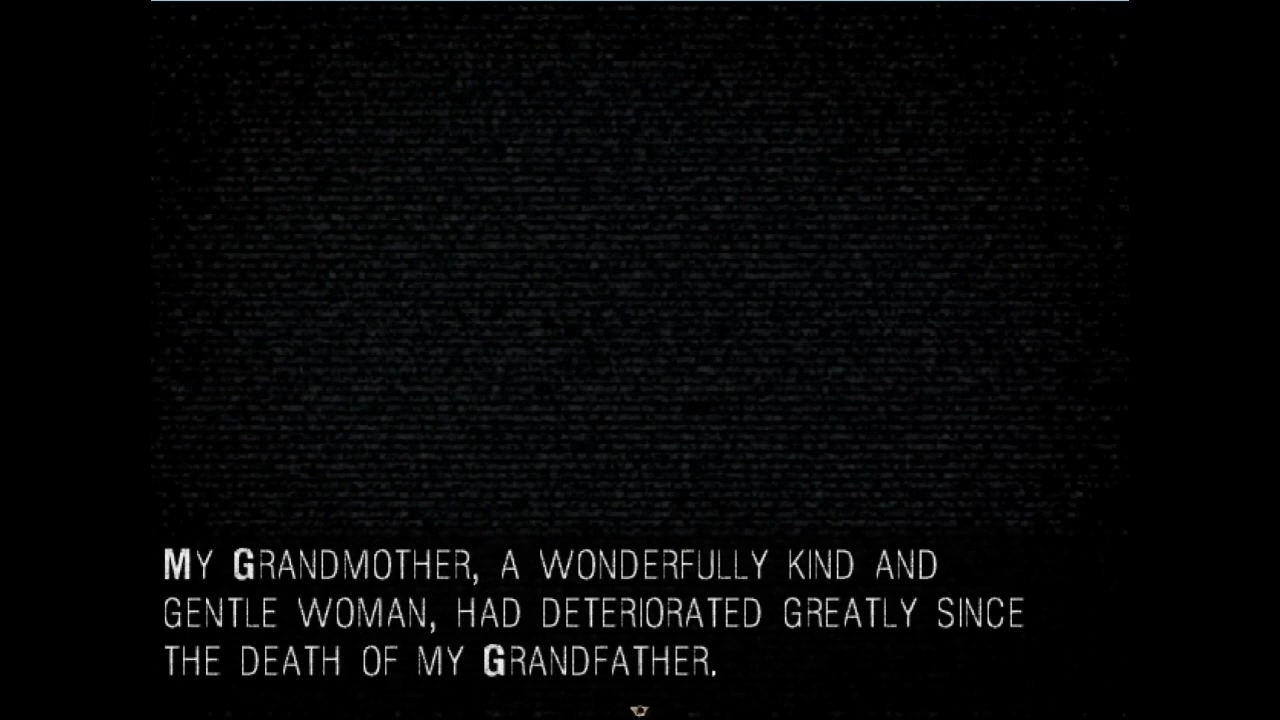 My Grandmother, a wonderfully kind and
gentle woman, had deteriorated greatly since
the death of my Grandfather.